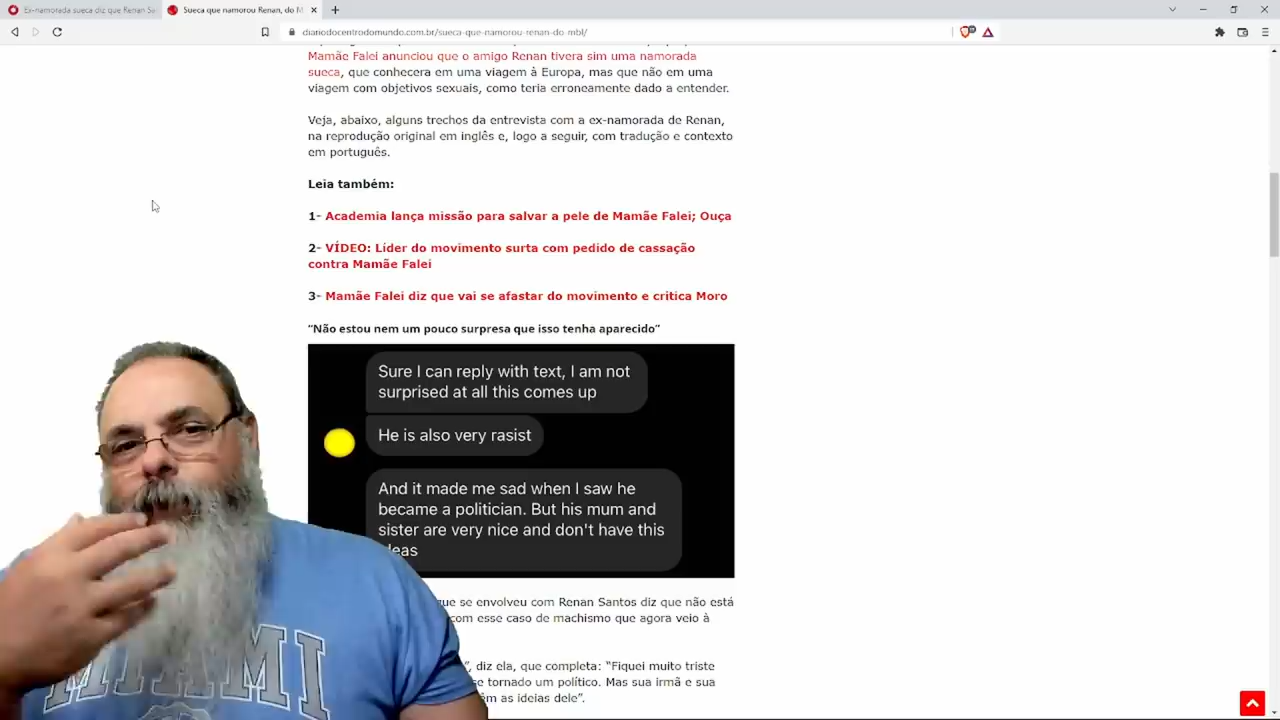 Ex-namorada sueca diz que Renan Sa
Sueca que namorou Renan, do M
diariodocentrodomundo.com.br/sueca-que-namorou-renan-do-mbl/
Mamãe Falei anunciou que o amigo Renan tivera sim uma namorada
sueca, que conhecera em uma viagem à Europa, mas que não em uma
viagem com objetivos sexuais, como teria erroneamente dado a entender.
Veja, abaixo, alguns trechos da entrevista com a ex-namorada de Renan,
na reprodução original em inglês e, logo a seguir, com tradução e contexto
em português.
Leia também:
1- Academia lança missão para salvar a pele de Mamãe Falei; Ouça
2- VÍDEO: Líder do movimento surta com pedido de cassação
contra Mamãe Falei
3- Mamãe Falei diz que vai se afastar do movimento e critica Moro
“Não estou nem um pouco surpresa que isso tenha aparecido”
Sure I can reply with text, I am not
surprised at all this comes up
He is also very rasist
And it made me sad when I saw he
became a politician. But his mum and
sister are very nice and don't have this
deas
que se envolveu com Renan Santos diz que não está
com esse caso de machismo que agora veio à
”, diz ela, que completa: “Fiquei muito triste
se tornado um político. Mas sua irmã e sua
êm as ideias dele”.